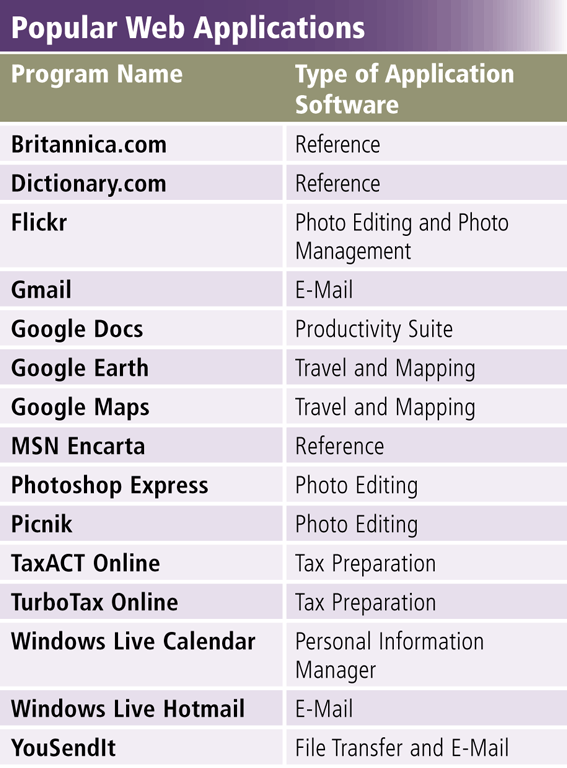 Popular Web Applications
Program Name Type of Application
Software
Britannica.com Reference
Dictionary.com Reference
Flickr Photo Editing and Photo
Management
Gmail E-Mail
Google Docs Productivity Suite
Google Earth Travel and Mapping
Google Maps Travel and Mapping
MSN Encarta Reference
Photoshop Express Photo Editing
Picnik Photo Editing
TaxACT Online Tax Preparation
TurboTax Online Tax Preparation
Windows Live Calendar Personal Information
Manager
Windows Live Hotmail E-Mail
YouSendIt File Transfer and E-Mail